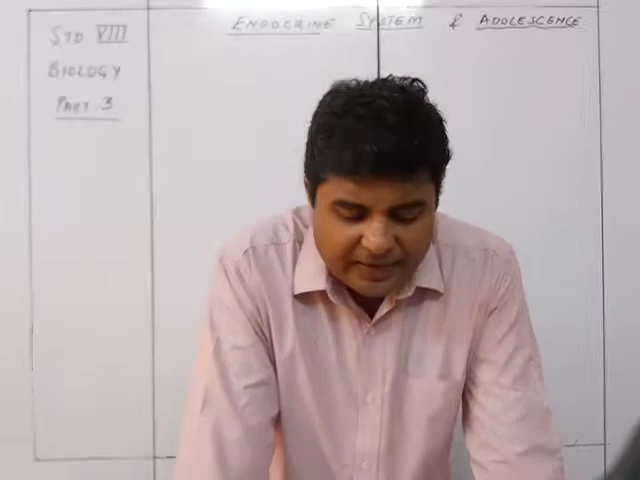 ENDOCRINE SYSTEM & ADOLESCENCE
STD VIII
BIOLOGY
PART 3